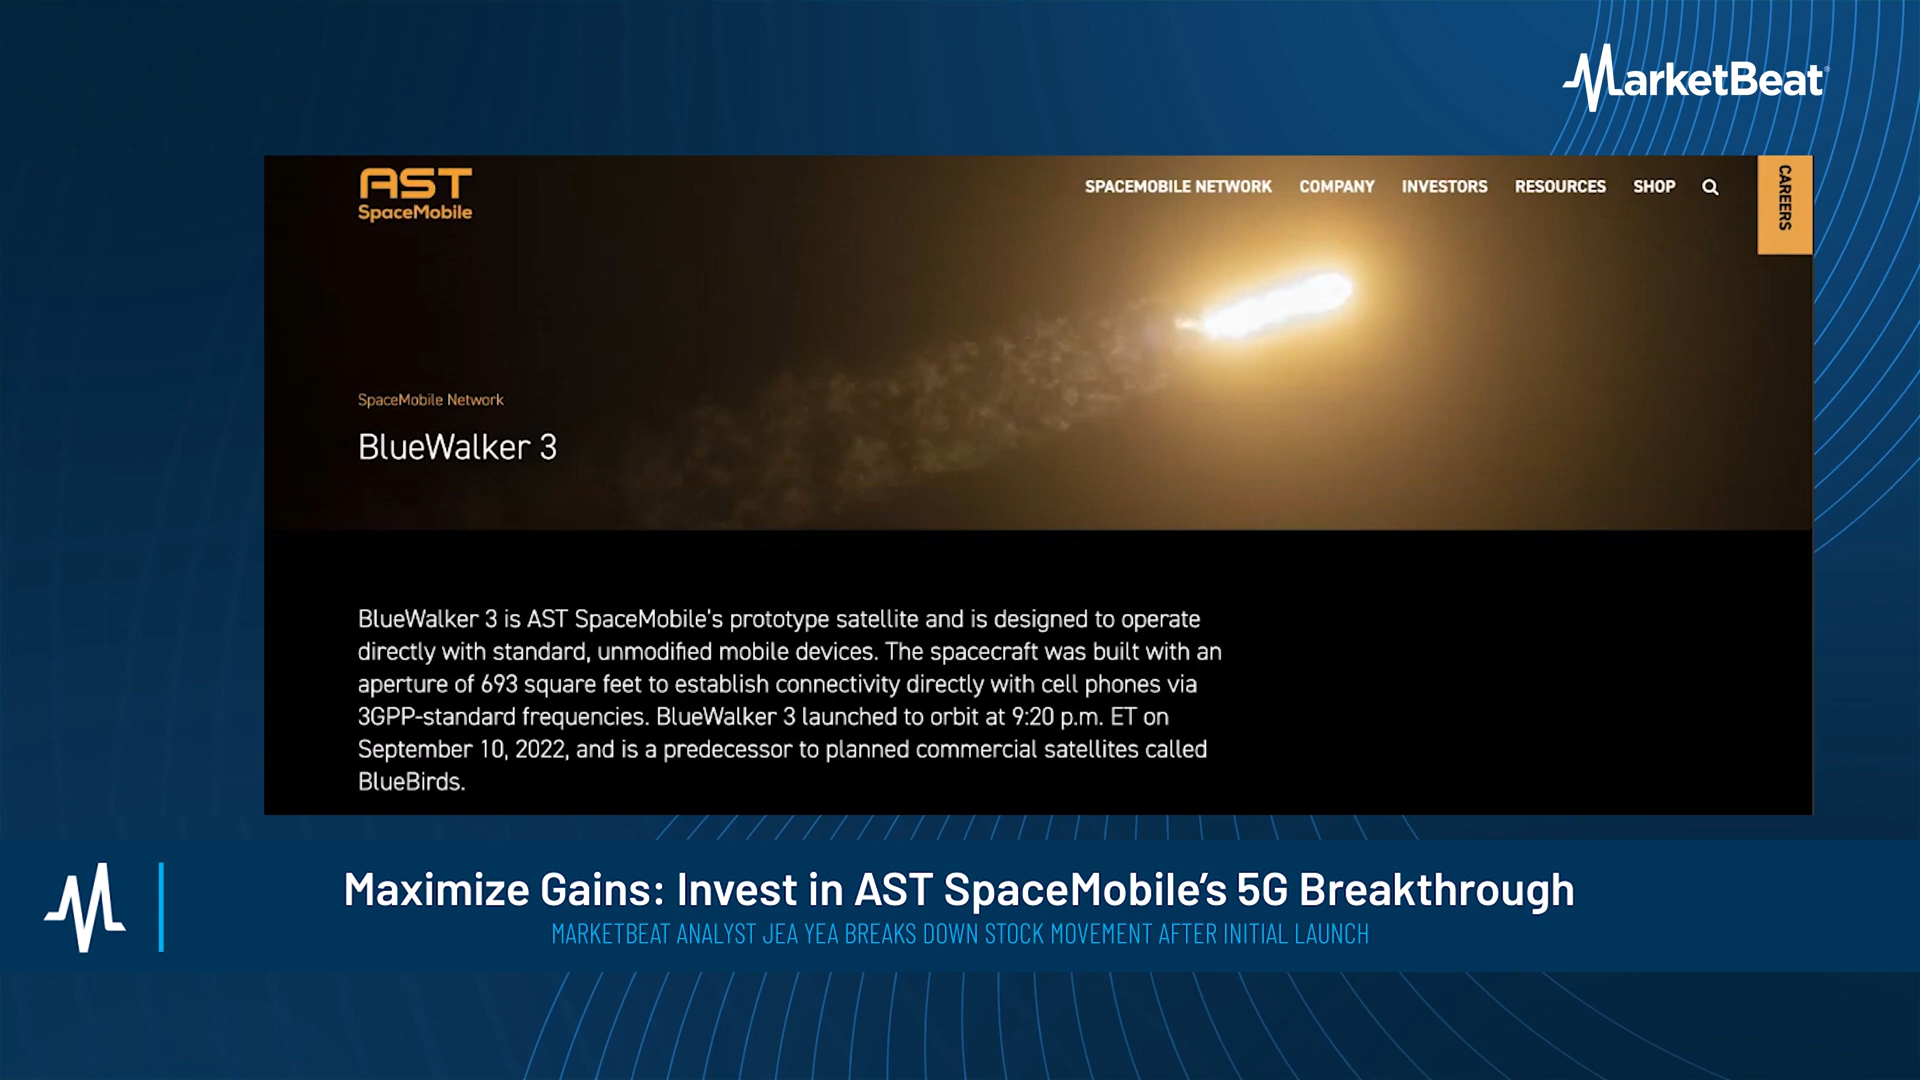 MarketBeat
AST
SpaceMobile
SPACEMOBILE NETWORK COMPANY INVESTORS RESOURCES SHOP
CAREERS
SpaceMobile Network
BlueWalker 3
BlueWalker 3 is AST SpaceMobile's prototype satellite and is designed to operate
directly with standard, unmodified mobile devices. The spacecraft was built with an
aperture of 693 square feet to establish connectivity directly with cell phones via
3GPP-standard frequencies. BlueWalker 3 launched to orbit at 9:20 p.m. ET on
September 10, 2022, and is a predecessor to planned commercial satellites called
BlueBirds.
Maximize Gains: Invest in AST SpaceMobile’s 5G Breakthrough
MARKETBEAT ANALYST JEA YEA BREAKS DOWN STOCK MOVEMENT AFTER INITIAL LAUNCH